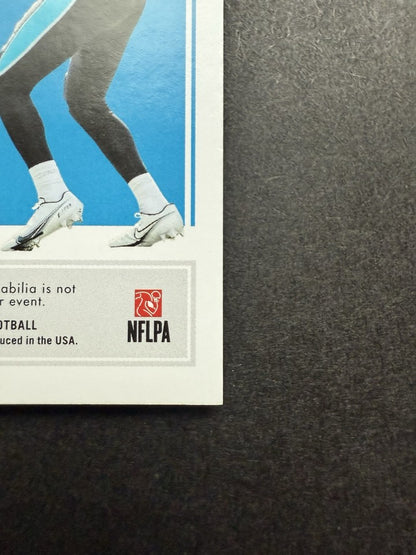 abilia is not
r event.
OTBALL
uced in the USA.
NFLPA